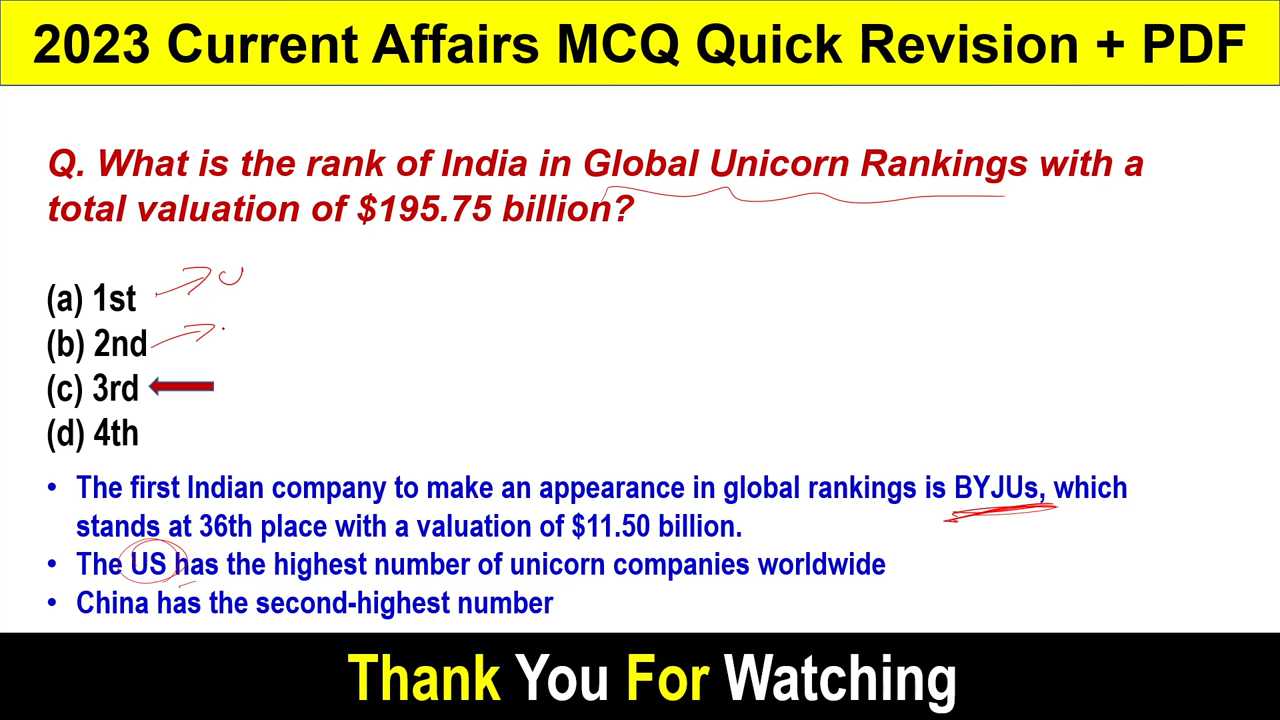 2023 Current Affairs MCQ Quick Revision + PDF
Q. What is the rank of India in Global Unicorn Rankings with a
total valuation of $195.75 billion?
(a) 1st
(b) 2nd
(c) 3rd
(d) 4th
• The first Indian company to make an appearance in global rankings is BYJUs, which
stands at 36th place with a valuation of $11.50 billion.
• The US has the highest number of unicorn companies worldwide
• China has the second-highest number
Thank You For Watching